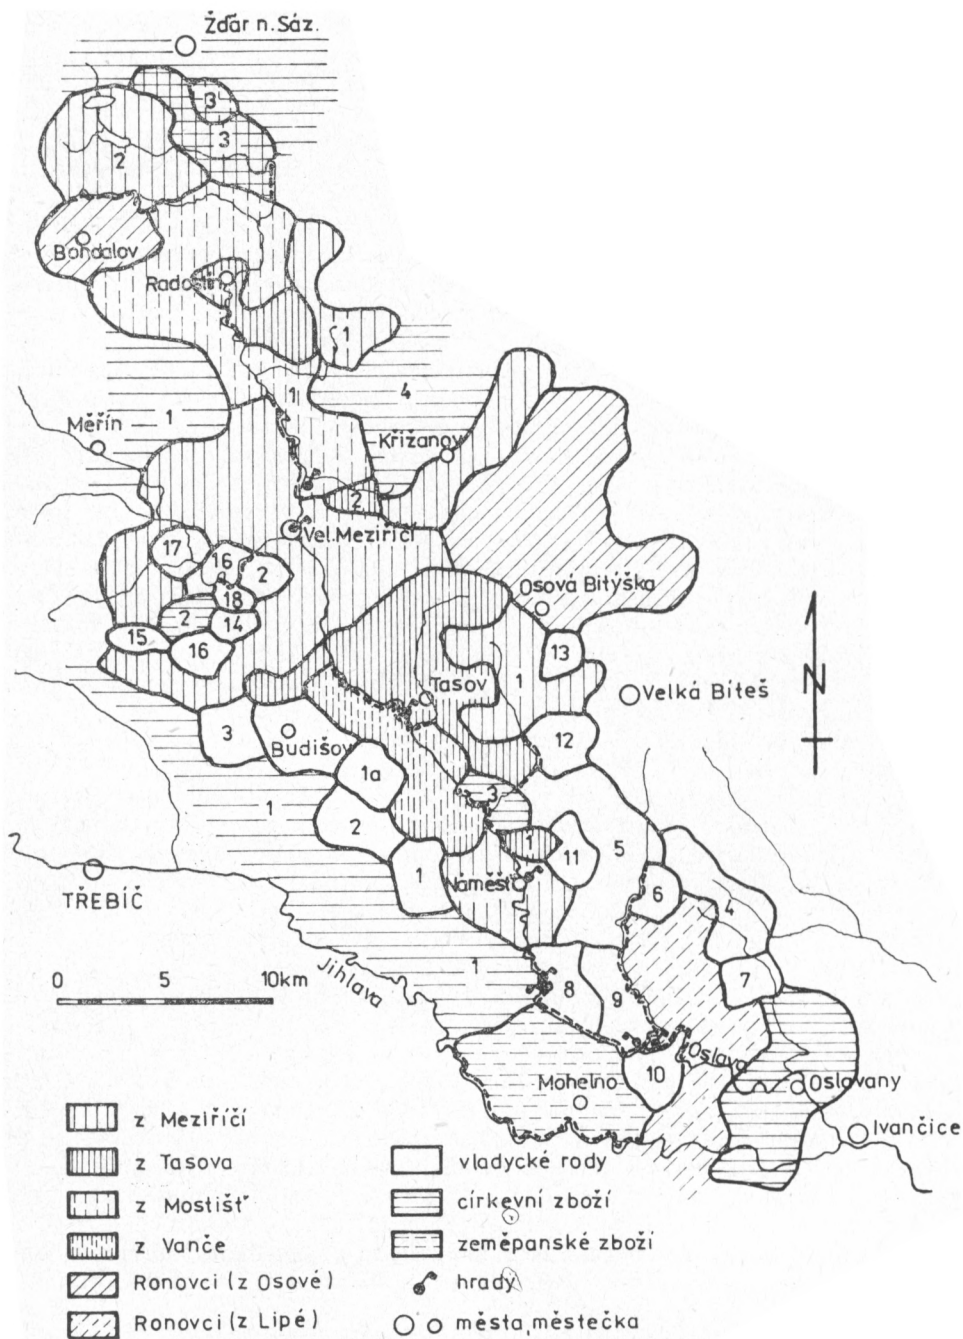 Žďár n. Sáz.
3
3
2
Bohdalov
Radostín
1
1
4
1
Měřín
Křižanov
2
Vel. Meziříčí
17
16
2
18
2
14
15
16
Osová Bitýška
13
1
Tasov
Velká Bíteš
N
3
Budišov
12
1a
3
1
2
1
11
5
TŘEBÍČ
1
Náměšť
6
4
1
7
0 10km
Jihlava
8
9
Oslava
10
Mohelno
Oslavany
Ivančice
z Meziříčí
z Tasova
z Mostišť
z Vanče
Ronovci (z Osové)
Ronovci (z Lipé)
vladycké rody
církevní zboží
zeměpanské zboží
hrady
města, městečka